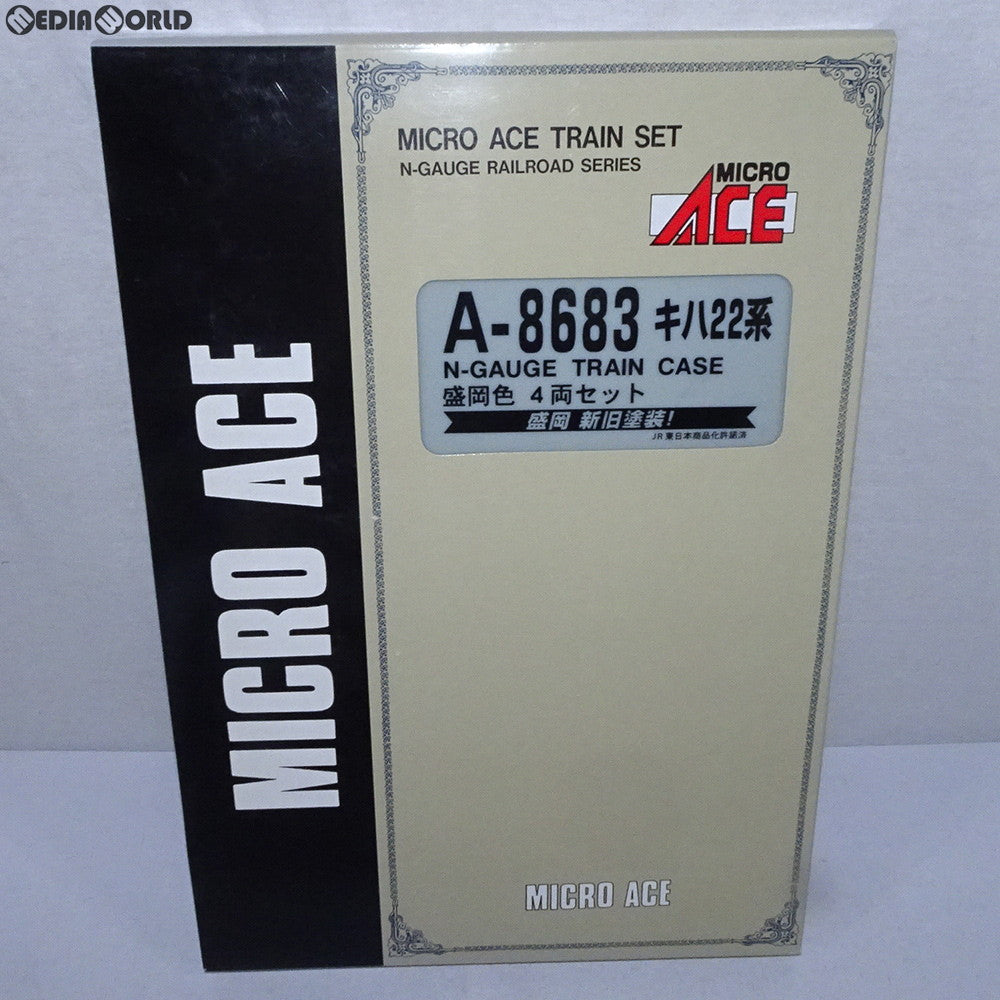 MEDIAWORLD
MICRO ACE
MICRO ACE TRAIN SET
N-GAUGE RAILROAD SERIES
MICRO
ACE
A-8683 キハ22系
N-GAUGE TRAIN CASE
盛岡色 4両セット
盛岡 新旧塗装!
JR東日本商品化許諾済
MICRO ACE